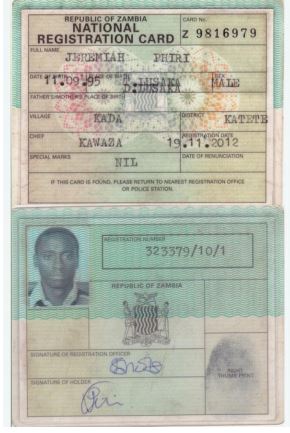 REPUBLIC OF ZAMBIA
NATIONAL
REGISTRATION CARD
CARD No.
Z 9816979
FULL NAME
JEREMIAH PHIRI
DATE OF BIRTH PLACE OF BIRTH SEX
11.09.95 D.LUSAKA MALE
D.LUSAKA
FATHER'S/MOTHER'S PLACE OF BIRTH
VILLAGE DISTRICT
KADA KATETE
CHIEF REGISTRATION DATE
KAWAZA 19.11.2012
SPECIAL MARKS DATE OF RENUNCIATION
NIL
IF THIS CARD IS FOUND, PLEASE RETURN TO NEAREST REGISTRATION OFFICE
OR POLICE STATION.
REGISTRATION NUMBER
323379/10/1
REPUBLIC OF ZAMBIA
SIGNATURE OF REGISTRATION OFFICER
RIGHT
THUMB PRINT
SIGNATURE OF HOLDER